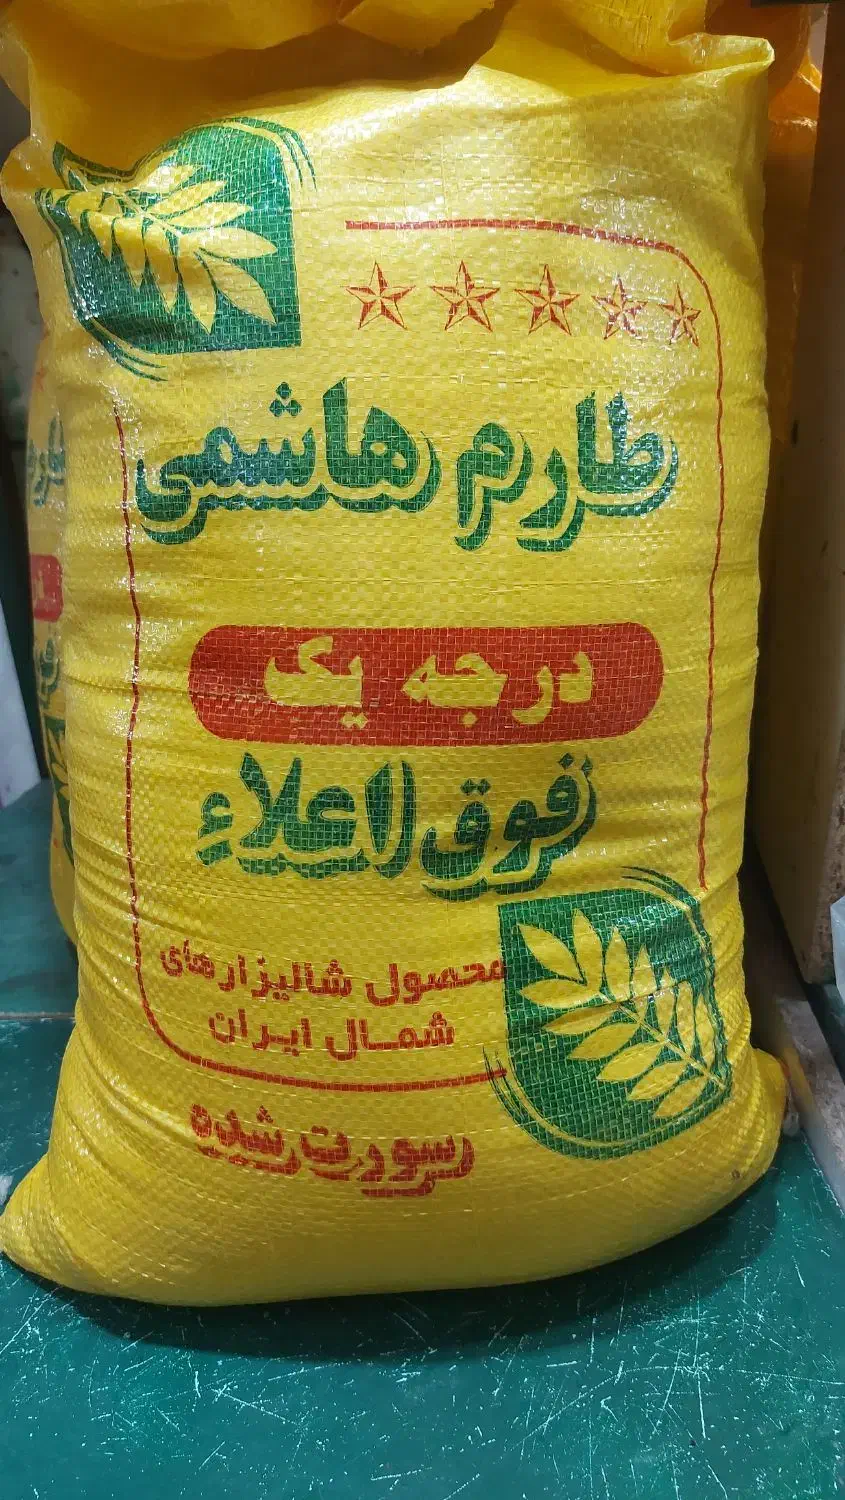 طارم هاشمی
درجه یک
فوق اعلاء
محصول شالیزارهای
شمال ایران
سورت شده